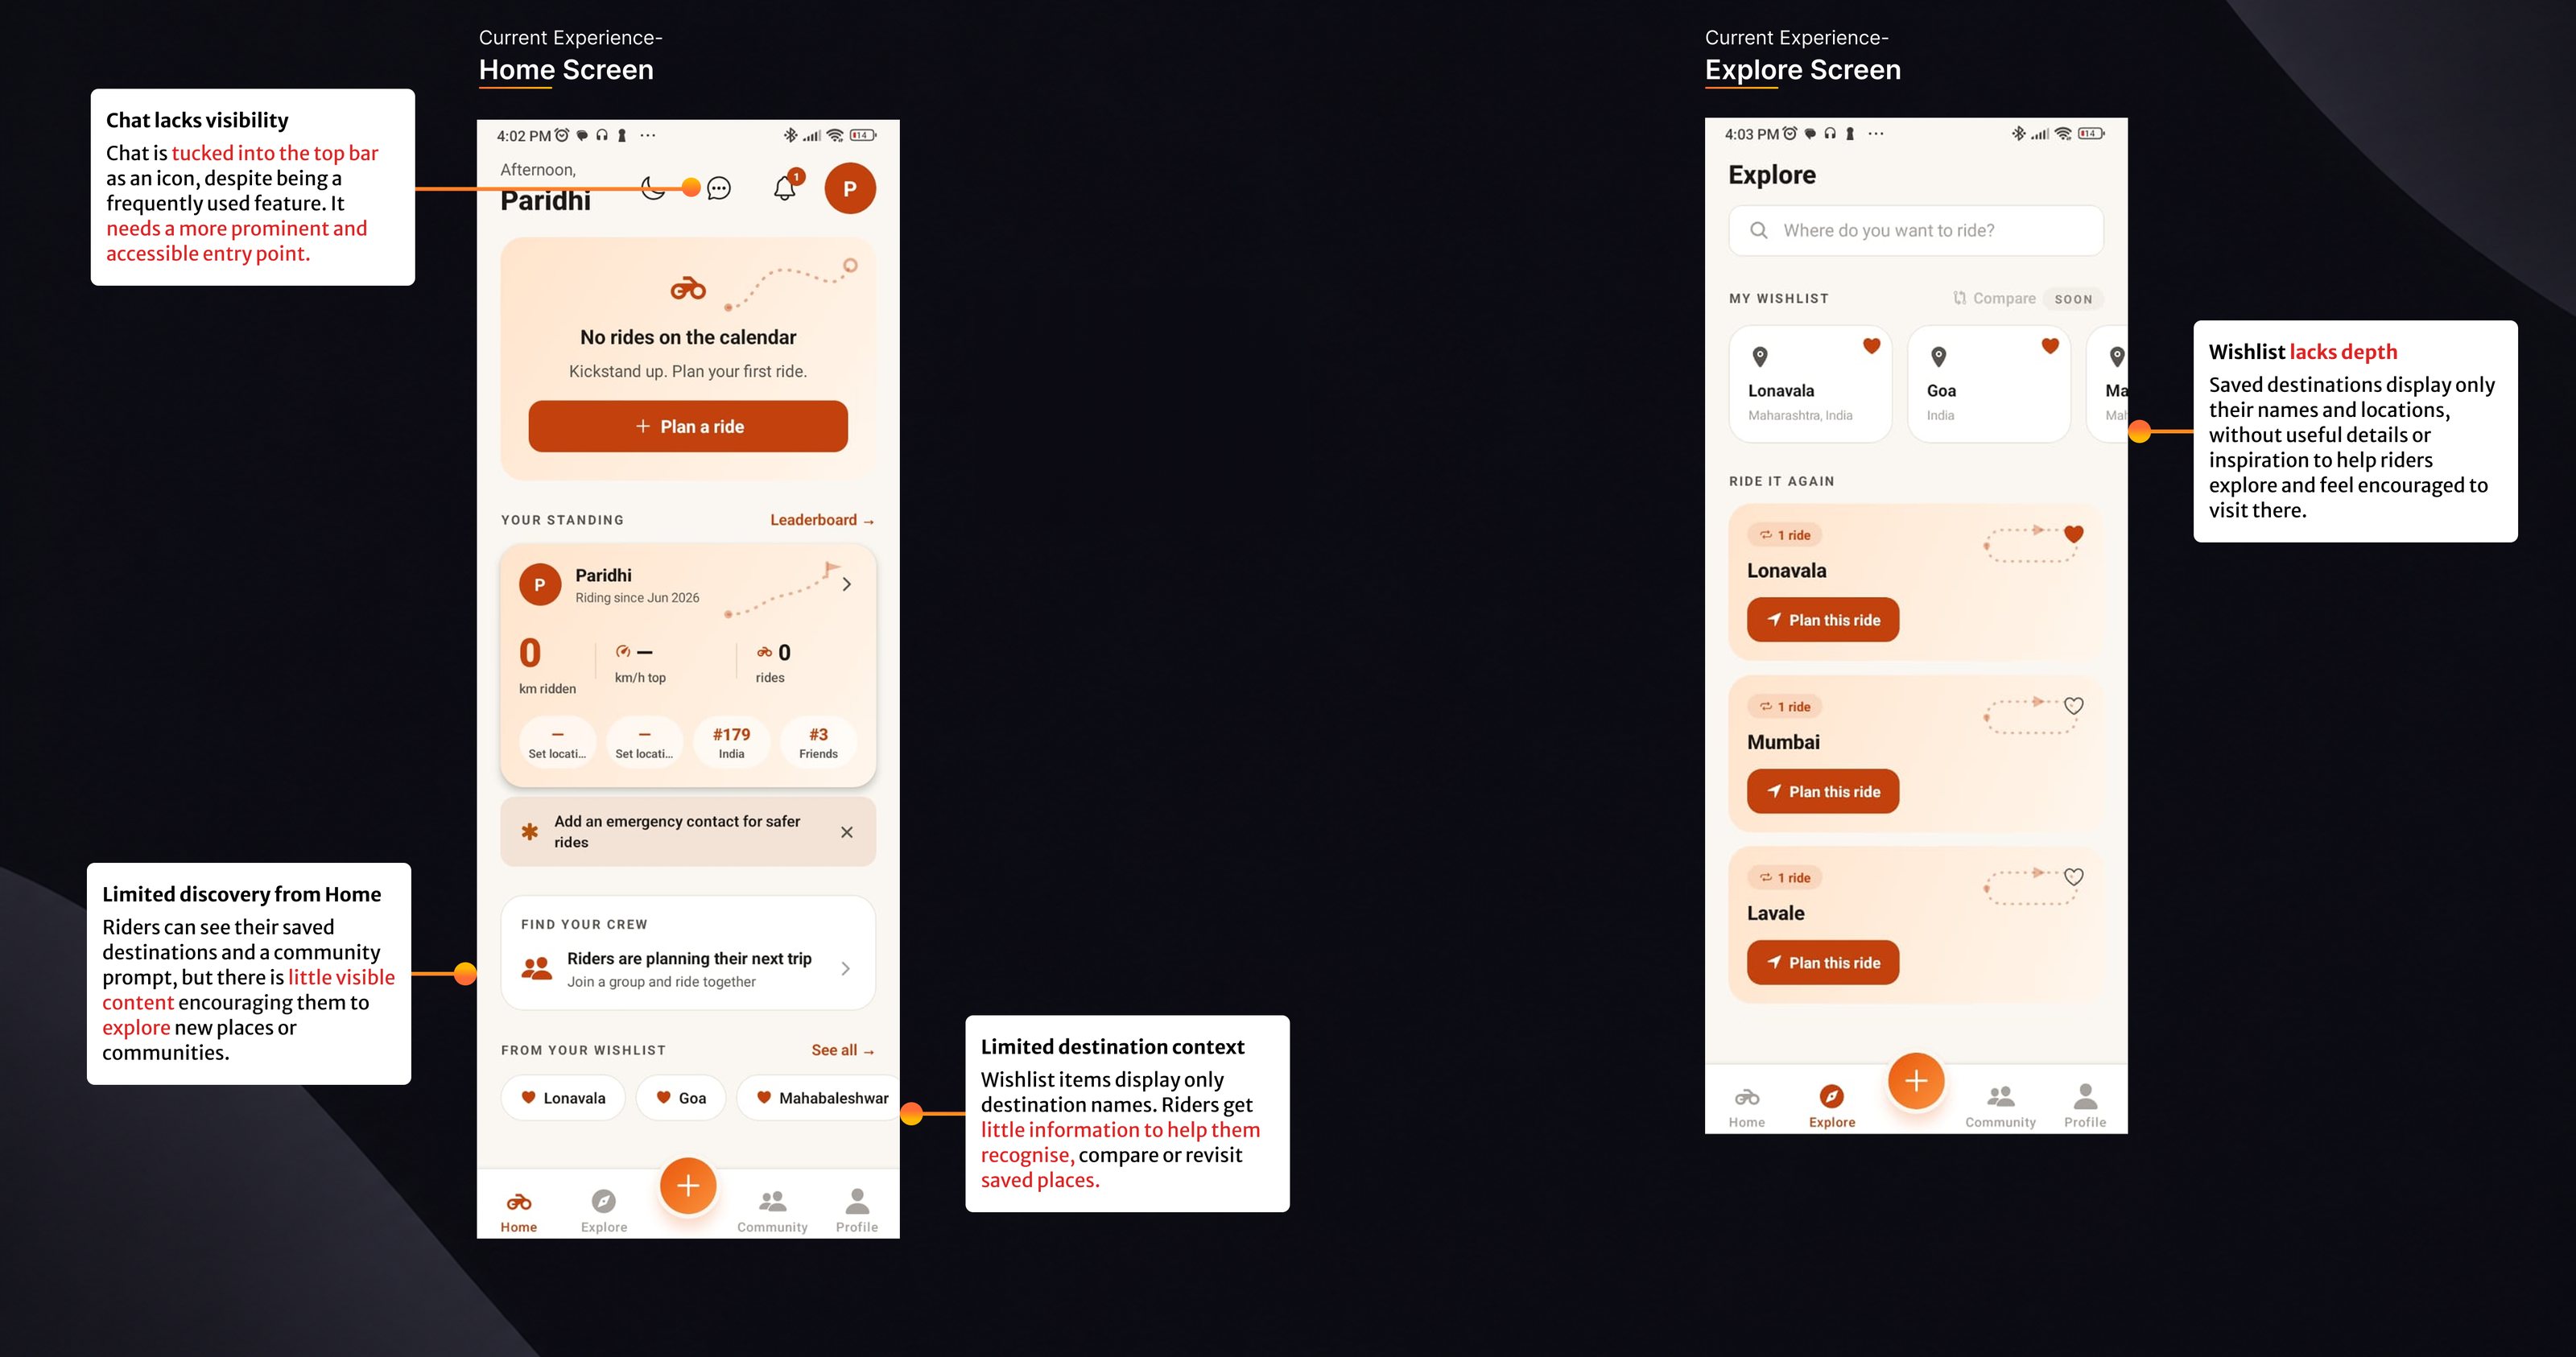 Current Experience-
Home Screen
Chat lacks visibility
Chat is tucked into the top bar
as an icon, despite being a
frequently used feature. It
needs a more prominent and
accessible entry point.
Limited discovery from Home
Riders can see their saved
destinations and a community
prompt, but there is little visible
content encouraging them to
explore new places or
communities.
4:02 PM
14
Afternoon,
Paridhi
1
P
No rides on the calendar
Kickstand up. Plan your first ride.
+ Plan a ride
YOUR STANDING
Leaderboard →
P
Paridhi
Riding since Jun 2026
0
km ridden
—
km/h top
0
rides
—
Set locati...
—
Set locati...
#179
India
#3
Friends
Add an emergency contact for safer
rides
FIND YOUR CREW
Riders are planning their next trip
Join a group and ride together
FROM YOUR WISHLIST
See all →
Lonavala
Goa
Mahabaleshwar
Home
Explore
Community
Profile
Limited destination context
Wishlist items display only
destination names. Riders get
little information to help them
recognise, compare or revisit
saved places.
Current Experience-
Explore Screen
4:03 PM
14
Explore
Where do you want to ride?
MY WISHLIST
Compare SOON
Lonavala
Maharashtra, India
Goa
India
Ma
Mah
RIDE IT AGAIN
1 ride
Lonavala
Plan this ride
1 ride
Mumbai
Plan this ride
1 ride
Lavale
Plan this ride
Home
Explore
Community
Profile
Wishlist lacks depth
Saved destinations display only
their names and locations,
without useful details or
inspiration to help riders
explore and feel encouraged to
visit there.